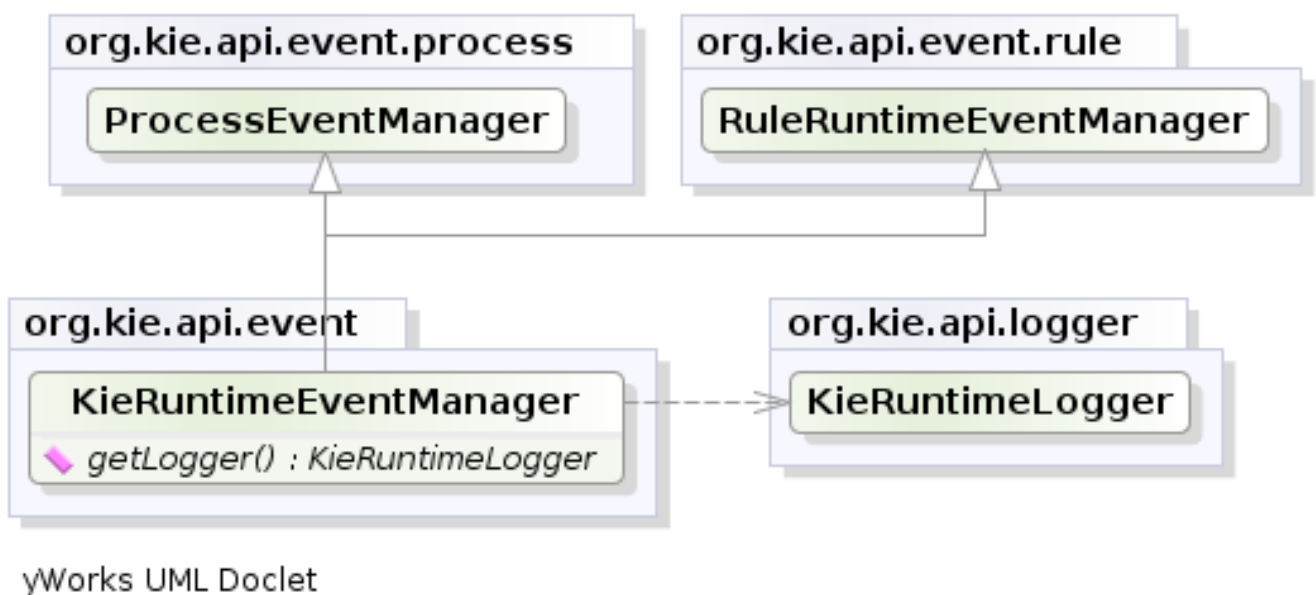 org.kie.api.event.process
org.kie.api.event.rule
ProcessEventManager
RuleRuntimeEventManager
org.kie.api.event
org.kie.api.logger
KieRuntimeEventManager
KieRuntimeLogger
getLogger() : KieRuntimeLogger
yWorks UML Doclet